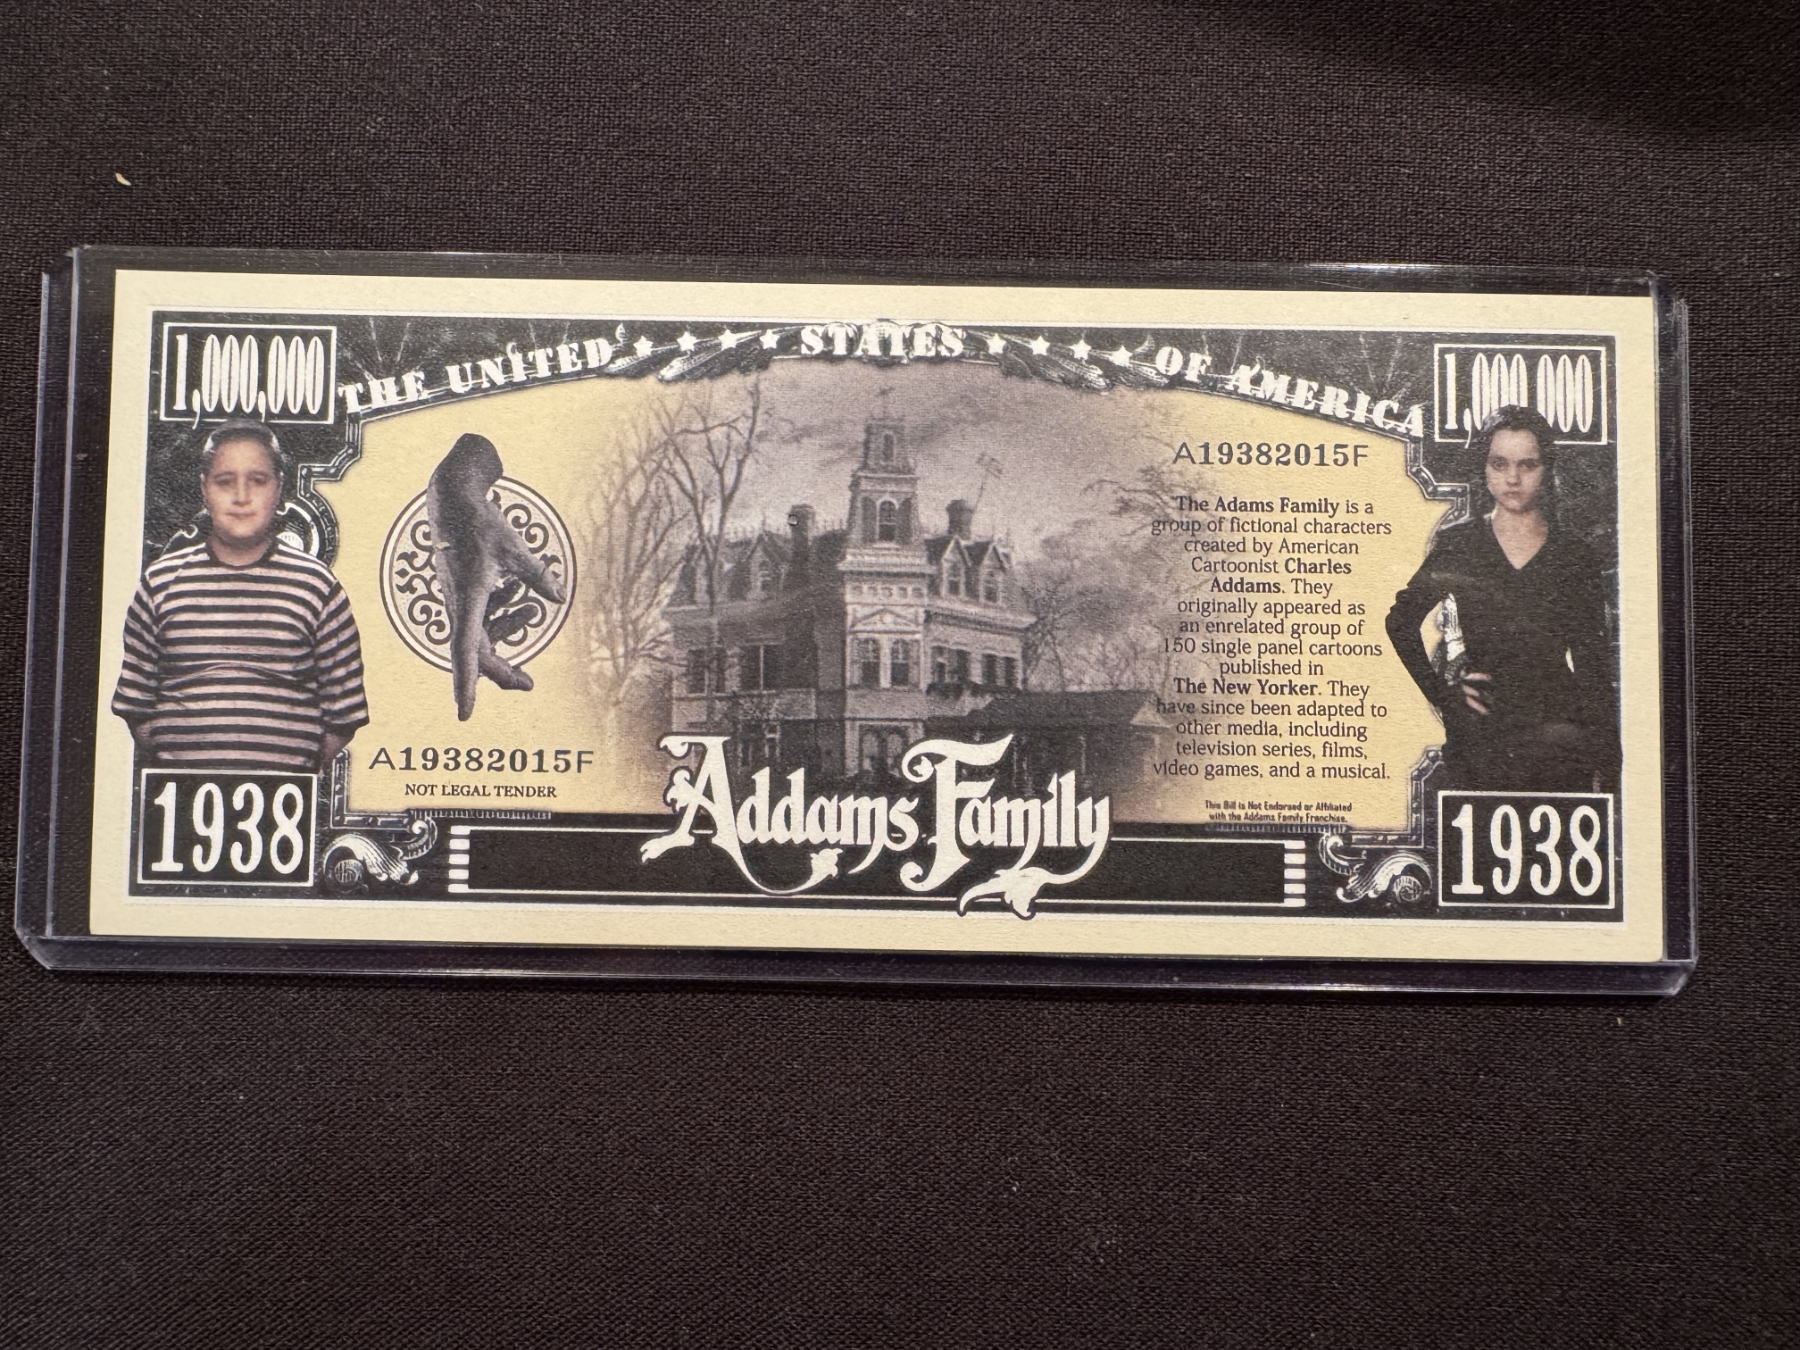 1,000,000
THE UNITED STATES OF AMERICA
1,000,000
A19382015F
The Adams Family is a
group of fictional characters
created by American
Cartoonist Charles
Addams. They
originally appeared as
an enrelated group of
150 single panel cartoons
published in
The New Yorker. They
have since been adapted to
other media, including
television series, films,
video games, and a musical.
A19382015F
NOT LEGAL TENDER
This Bill is Not Endorsed or Affiliated
with the Addams Family Franchise.
1938
Addams Family
1938